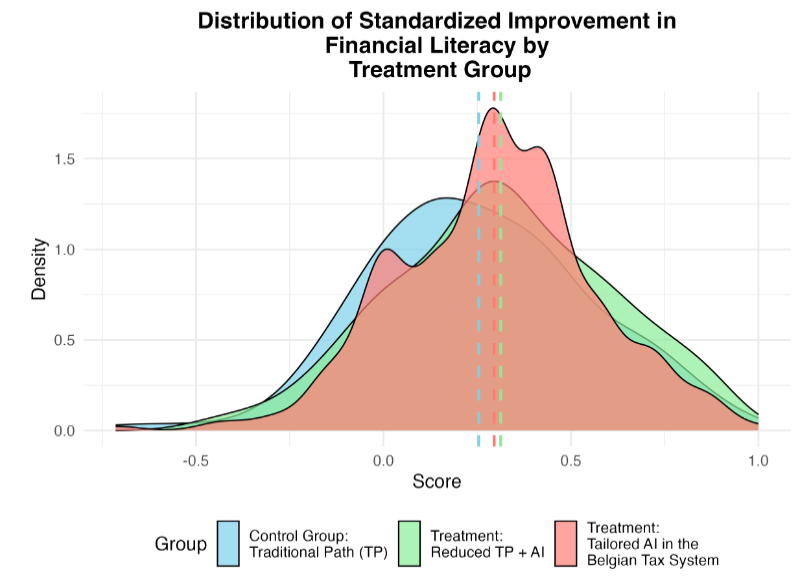 Distribution of Standardized Improvement in
Financial Literacy by
Treatment Group
Density
1.5
1.0
0.5
0.0
-0.5
0.0
0.5
1.0
Score
Group
Control Group:
Traditional Path (TP)
Treatment:
Reduced TP + AI
Treatment:
Tailored AI in the
Belgian Tax System